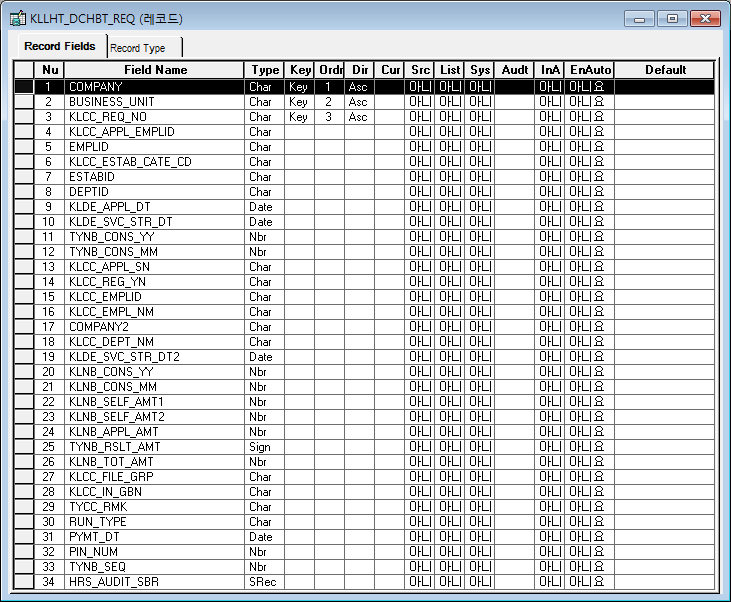 KLLHT_DCHBT_REQ (레코드)
Record Fields Record Type
Nu Field Name Type Key Ordr Dir Cur Src List Sys Audt InA EnAuto Default
1 COMPANY Char Key 1 Asc 아니 아니 아니 아니 아니요
2 BUSINESS_UNIT Char Key 2 Asc 아니 아니 아니 아니 아니요
3 KLCC_REQ_NO Char Key 3 Asc 아니 아니 아니 아니 아니요
4 KLCC_APPL_EMPLID Char 아니 아니 아니 아니 아니요
5 EMPLID Char 아니 아니 아니 아니 아니요
6 KLCC_ESTAB_CATE_CD Char 아니 아니 아니 아니 아니요
7 ESTABID Char 아니 아니 아니 아니 아니요
8 DEPTID Char 아니 아니 아니 아니 아니요
9 KLDE_APPL_DT Date 아니 아니 아니 아니 아니요
10 KLDE_SVC_STR_DT Date 아니 아니 아니 아니 아니요
11 TYNB_CONS_YY Nbr 아니 아니 아니 아니 아니요
12 TYNB_CONS_MM Nbr 아니 아니 아니 아니 아니요
13 KLCC_APPL_SN Char 아니 아니 아니 아니 아니요
14 KLCC_REG_YN Char 아니 아니 아니 아니 아니요
15 KLCC_EMPLID Char 아니 아니 아니 아니 아니요
16 KLCC_EMPL_NM Char 아니 아니 아니 아니 아니요
17 COMPANY2 Char 아니 아니 아니 아니 아니요
18 KLCC_DEPT_NM Char 아니 아니 아니 아니 아니요
19 KLDE_SVC_STR_DT2 Date 아니 아니 아니 아니 아니요
20 KLNB_CONS_YY Nbr 아니 아니 아니 아니 아니요
21 KLNB_CONS_MM Nbr 아니 아니 아니 아니 아니요
22 KLNB_SELF_AMT1 Nbr 아니 아니 아니 아니 아니요
23 KLNB_SELF_AMT2 Nbr 아니 아니 아니 아니 아니요
24 KLNB_APPL_AMT Nbr 아니 아니 아니 아니 아니요
25 TYNB_RSLT_AMT Sign 아니 아니 아니 아니 아니요
26 KLNB_TOT_AMT Nbr 아니 아니 아니 아니 아니요
27 KLCC_FILE_GRP Char 아니 아니 아니 아니 아니요
28 KLCC_IN_GBN Char 아니 아니 아니 아니 아니요
29 TYCC_RMK Char 아니 아니 아니 아니 아니요
30 RUN_TYPE Char 아니 아니 아니 아니 아니요
31 PYMT_DT Date 아니 아니 아니 아니 아니요
32 PIN_NUM Nbr 아니 아니 아니 아니 아니요
33 TYNB_SEQ Nbr 아니 아니 아니 아니 아니요
34 HRS_AUDIT_SBR SRec 아니 아니 아니 아니 아니요